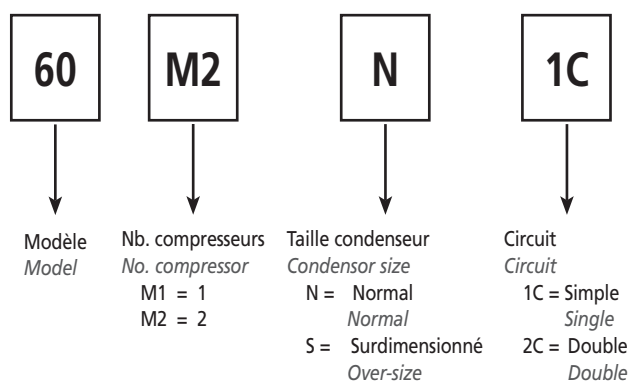 60 M2 N 1C
Modèle Nb. compresseurs Taille condenseur Circuit
Model No. compressor Condensor size Circuit
M1 = 1 N = Normal 1C = Simple
M2 = 2 Normal Single
S = Surdimensionné 2C = Double
Over-size Double